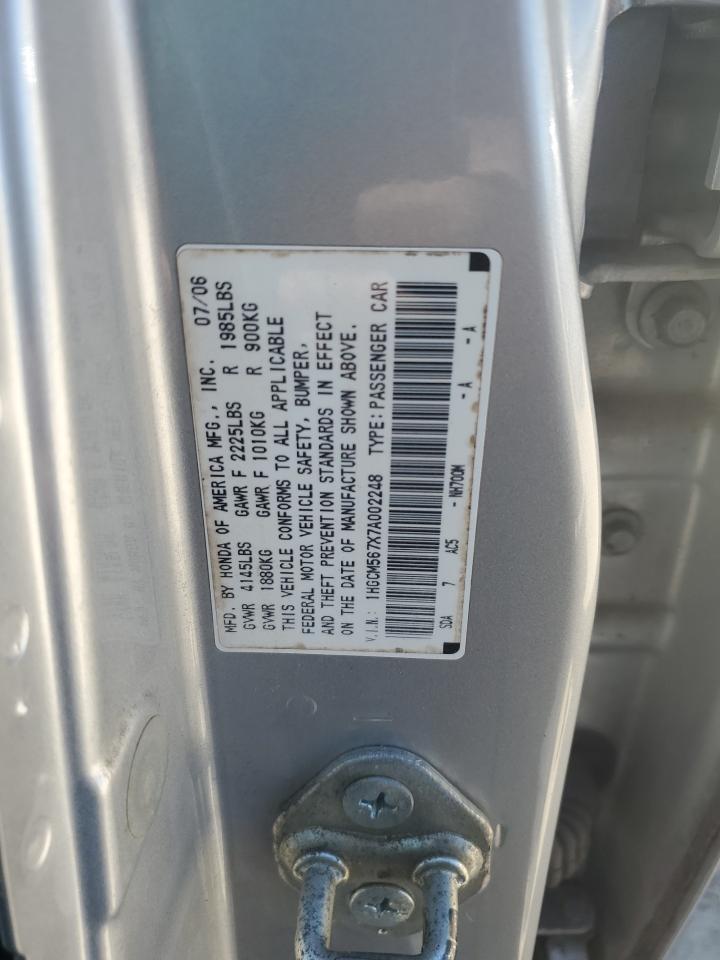 MFD. BY HONDA OF AMERICA MFG., INC. 07/06
GVWR 4145LBS GAWR F 2225LBS R 1985LBS
GVWR 1880KG GAWR F 1010KG R 900KG
THIS VEHICLE CONFORMS TO ALL APPLICABLE
FEDERAL MOTOR VEHICLE SAFETY, BUMPER,
AND THEFT PREVENTION STANDARDS IN EFFECT
ON THE DATE OF MANUFACTURE SHOWN ABOVE.
V.I.N.: 1HGCM567X7A002248 TYPE: PASSENGER CAR
SDA 7 AC5 - NH700M - A - A